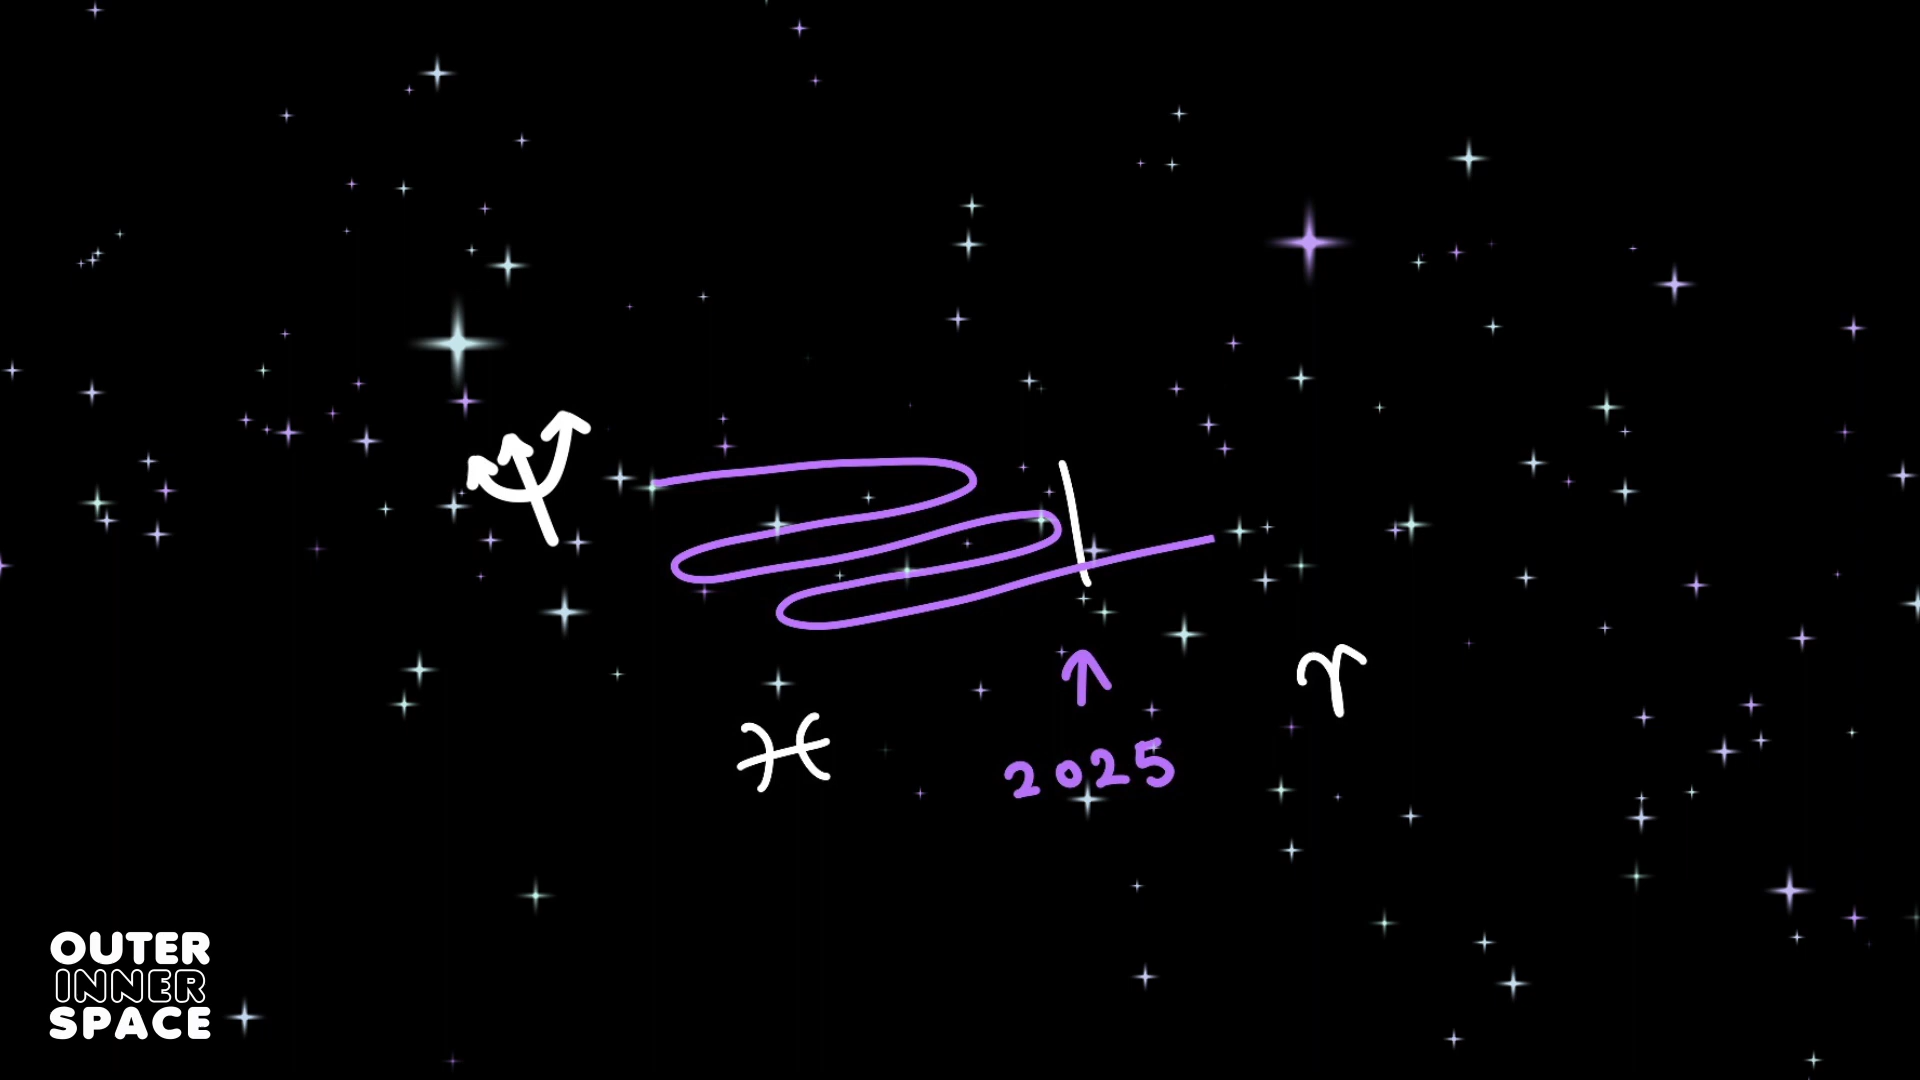 ♆
♓ ♈
2025
OUTER
INNER
SPACE